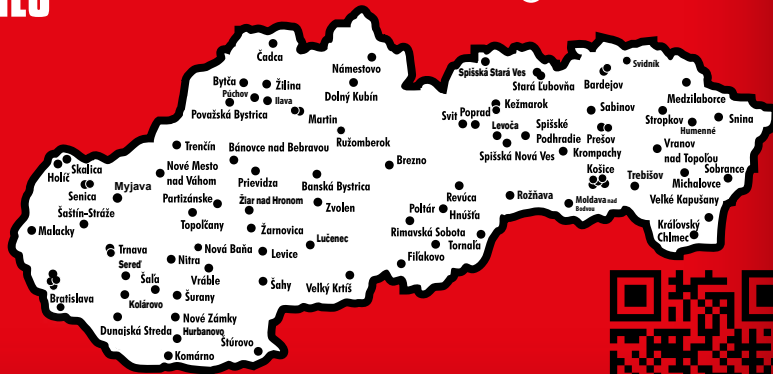 Čadca
Námestovo
Spišská Stará Ves
Svidník
Bytča
Žilina
Stará Ľubovňa
Bardejov
Púchov
Ilava
Dolný Kubín
Kežmarok
Medzilaborce
Považská Bystrica
Martin
Svit
Poprad
Sabinov
Stropkov
Snina
Levoča
Spišské
Podhradie
Prešov
Humenné
Ružomberok
Trenčín
Bánovce nad Bebravou
Brezno
Spišská Nová Ves
Krompachy
Vranov
nad Topoľou
Holíč
Skalica
Nové Mesto
nad Váhom
Prievidza
Banská Bystrica
Košice
Trebišov
Sobrance
Michalovce
Senica
Myjava
Partizánske
Žiar nad Hronom
Zvolen
Revúca
Rožňava
Moldava nad
Bodvou
Veľké Kapušany
Šaštín-Stráže
Topoľčany
Poltár
Hnúšťa
Malacky
Žarnovica
Rimavská Sobota
Kráľovský
Chlmec
Trnava
Nová Baňa
Levice
Lučenec
Tornaľa
Sereď
Nitra
Fiľakovo
Šaľa
Vráble
Šahy
Veľký Krtíš
Bratislava
Kolárovo
Šurany
Dunajská Streda
Nové Zámky
Hurbanovo
Štúrovo
Komárno